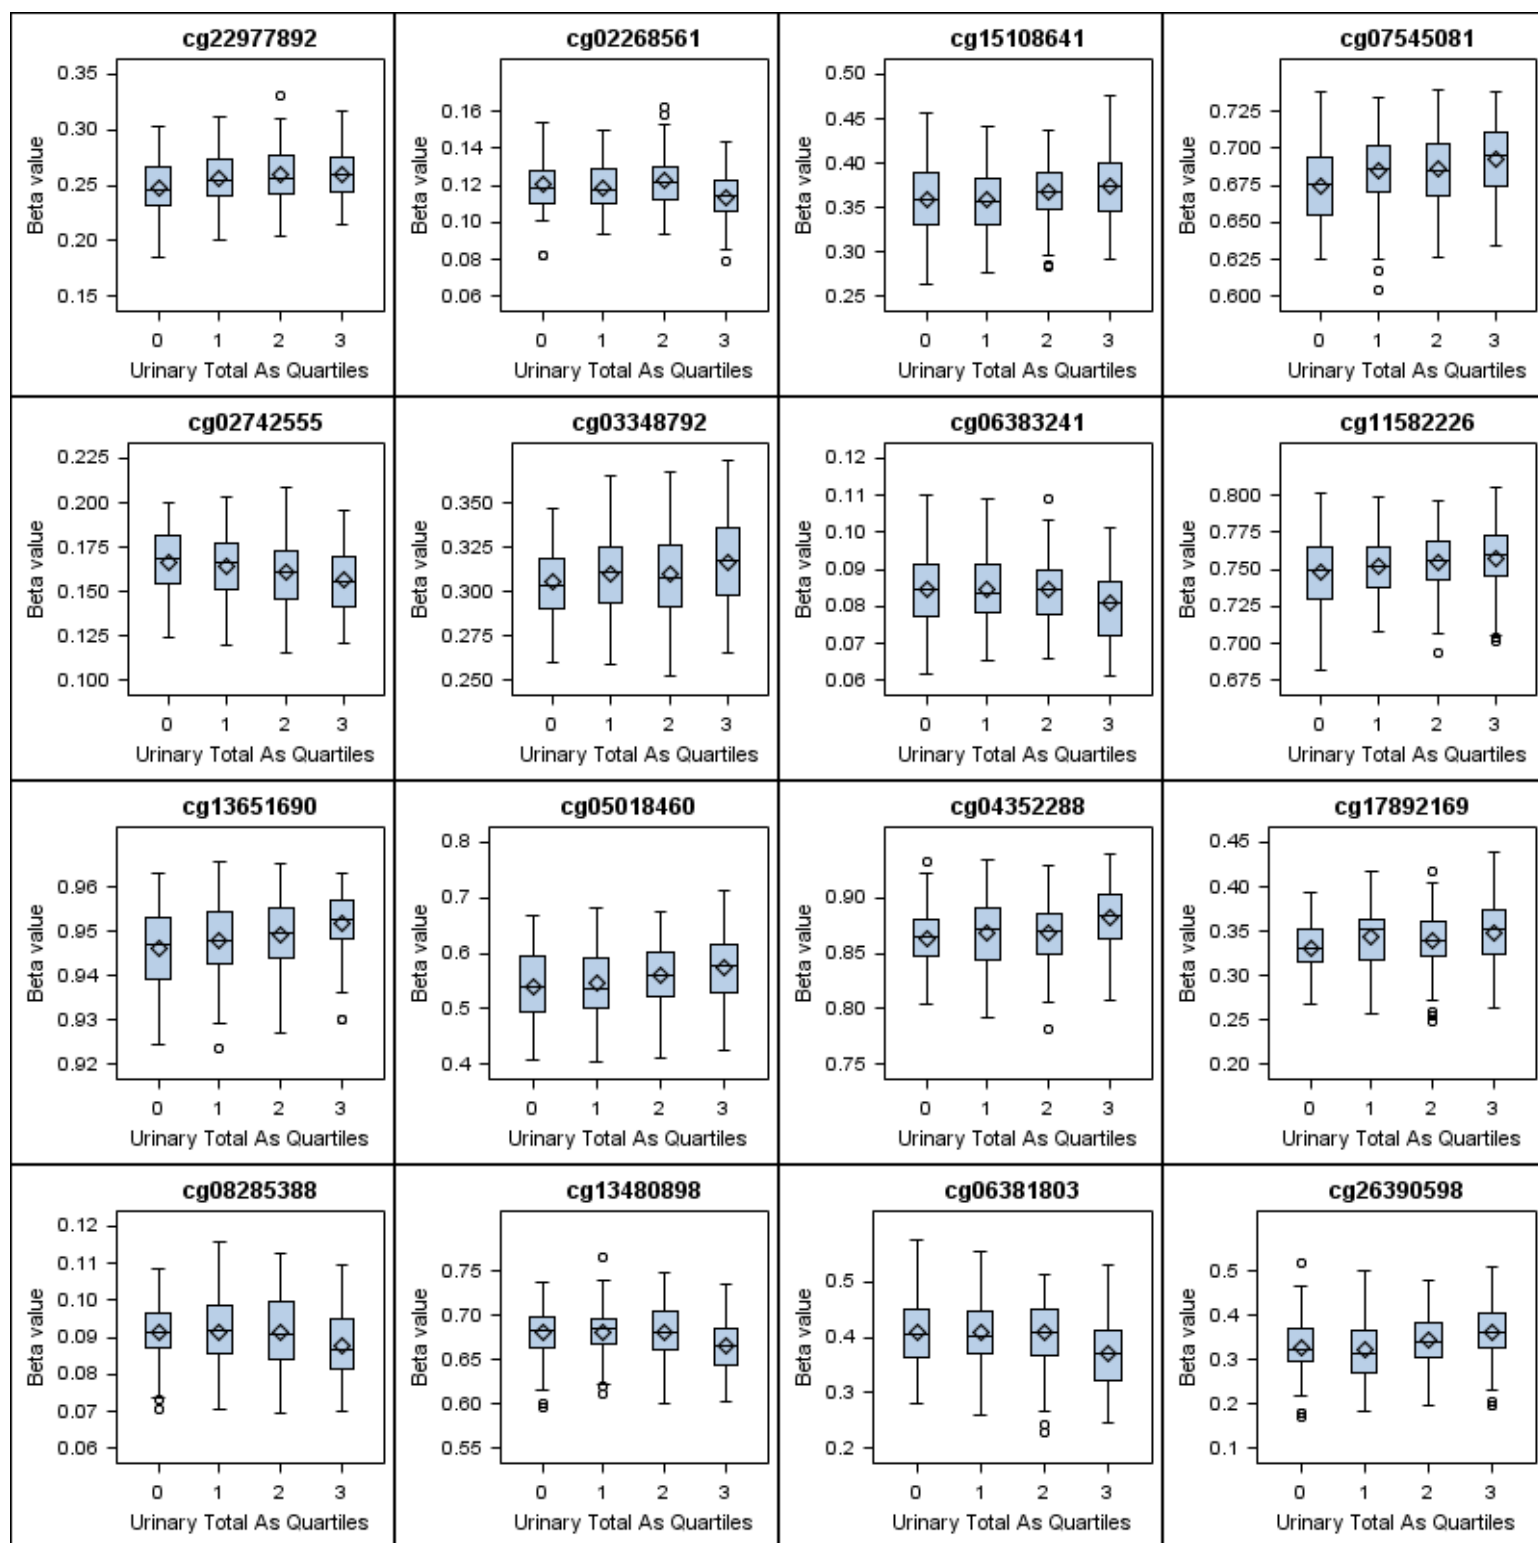 cg22977892
Beta value
0.35
0.30
0.25
0.20
0.15
0 1 2 3
Urinary Total As Quartiles
cg02268561
Beta value
0.16
0.14
0.12
0.10
0.08
0.06
0 1 2 3
Urinary Total As Quartiles
cg15108641
Beta value
0.50
0.45
0.40
0.35
0.30
0.25
0 1 2 3
Urinary Total As Quartiles
cg07545081
Beta value
0.725
0.700
0.675
0.650
0.625
0.600
0 1 2 3
Urinary Total As Quartiles
cg02742555
Beta value
0.225
0.200
0.175
0.150
0.125
0.100
0 1 2 3
Urinary Total As Quartiles
cg03348792
Beta value
0.350
0.325
0.300
0.275
0.250
0 1 2 3
Urinary Total As Quartiles
cg06383241
Beta value
0.12
0.11
0.10
0.09
0.08
0.07
0.06
0 1 2 3
Urinary Total As Quartiles
cg11582226
Beta value
0.800
0.775
0.750
0.725
0.700
0.675
0 1 2 3
Urinary Total As Quartiles
cg13651690
Beta value
0.96
0.95
0.94
0.93
0.92
0 1 2 3
Urinary Total As Quartiles
cg05018460
Beta value
0.8
0.7
0.6
0.5
0.4
0 1 2 3
Urinary Total As Quartiles
cg04352288
Beta value
0.90
0.85
0.80
0.75
0 1 2 3
Urinary Total As Quartiles
cg17892169
Beta value
0.45
0.40
0.35
0.30
0.25
0.20
0 1 2 3
Urinary Total As Quartiles
cg08285388
Beta value
0.12
0.11
0.10
0.09
0.08
0.07
0.06
0 1 2 3
Urinary Total As Quartiles
cg13480898
Beta value
0.75
0.70
0.65
0.60
0.55
0 1 2 3
Urinary Total As Quartiles
cg06381803
Beta value
0.5
0.4
0.3
0.2
0 1 2 3
Urinary Total As Quartiles
cg26390598
Beta value
0.5
0.4
0.3
0.2
0.1
0 1 2 3
Urinary Total As Quartiles